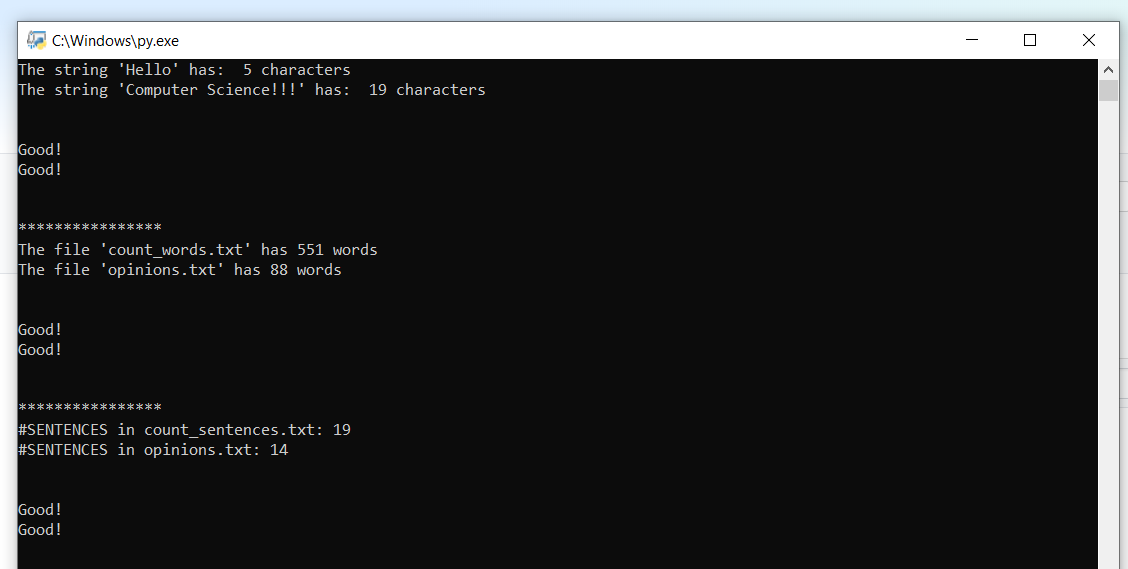 C:\Windows\py.exe
The string 'Hello' has:  5 characters
The string 'Computer Science!!!' has:  19 characters
Good!
Good!
****************
The file 'count_words.txt' has 551 words
The file 'opinions.txt' has 88 words
Good!
Good!
****************
#SENTENCES in count_sentences.txt: 19
#SENTENCES in opinions.txt: 14
Good!
Good!